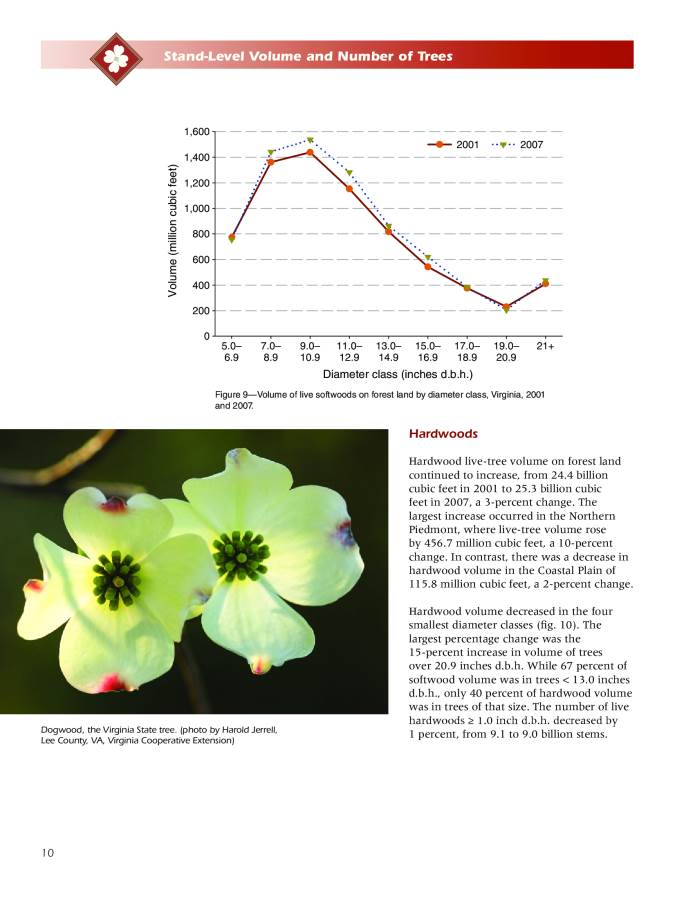 Stand-Level Volume and Number of Trees
1,600
1,400
1,200
1,000
800
600
400
200
0
Volume (million cubic feet)
2001
2007
5.0–
6.9
7.0–
8.9
9.0–
10.9
11.0–
12.9
13.0–
14.9
15.0–
16.9
17.0–
18.9
19.0–
20.9
21+
Diameter class (inches d.b.h.)
Figure 9—Volume of live softwoods on forest land by diameter class, Virginia, 2001
and 2007.
Dogwood, the Virginia State tree. (photo by Harold Jerrell,
Lee County, VA, Virginia Cooperative Extension)
Hardwoods
Hardwood live-tree volume on forest land
continued to increase, from 24.4 billion
cubic feet in 2001 to 25.3 billion cubic
feet in 2007, a 3-percent change. The
largest increase occurred in the Northern
Piedmont, where live-tree volume rose
by 456.7 million cubic feet, a 10-percent
change. In contrast, there was a decrease in
hardwood volume in the Coastal Plain of
115.8 million cubic feet, a 2-percent change.
Hardwood volume decreased in the four
smallest diameter classes (fig. 10). The
largest percentage change was the
15-percent increase in volume of trees
over 20.9 inches d.b.h. While 67 percent of
softwood volume was in trees < 13.0 inches
d.b.h., only 40 percent of hardwood volume
was in trees of that size. The number of live
hardwoods ≥ 1.0 inch d.b.h. decreased by
1 percent, from 9.1 to 9.0 billion stems.
10